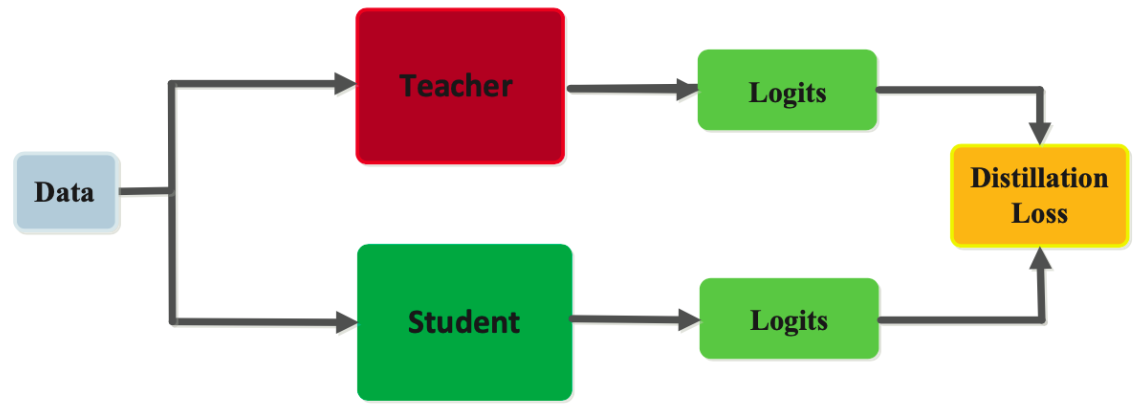 Data
Teacher
Logits
Distillation
Loss
Student
Logits